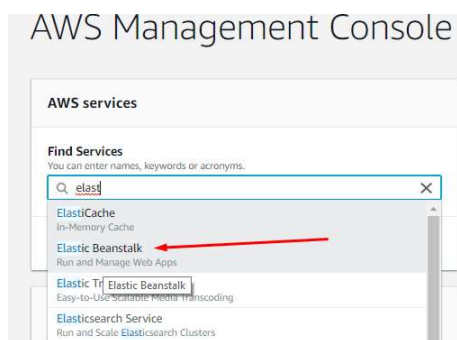 AWS Management Console
AWS services
Find Services
You can enter names, keywords or acronyms.
elast
ElastiCache
In-Memory Cache
Elastic Beanstalk
Run and Manage Web Apps
Elastic Tr
Elastic Beanstalk
Easy-to-Use Scalable Media Transcoding
Elasticsearch Service
Run and Scale Elasticsearch Clusters